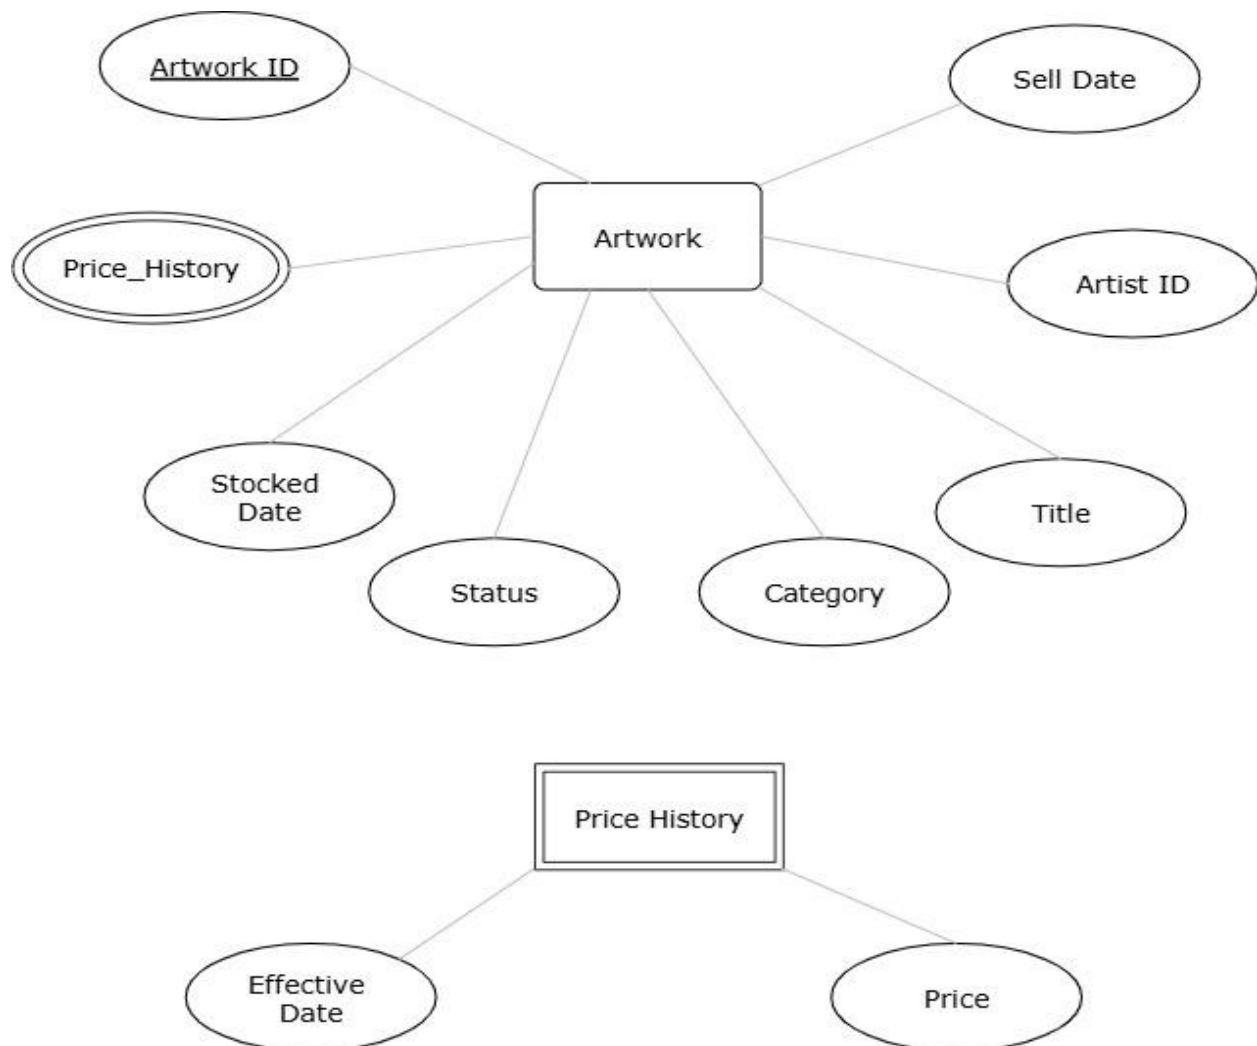 Artwork ID
Sell Date
Artwork
Price_History
Artist ID
Stocked
Date
Title
Status
Category
Price History
Effective
Date
Price